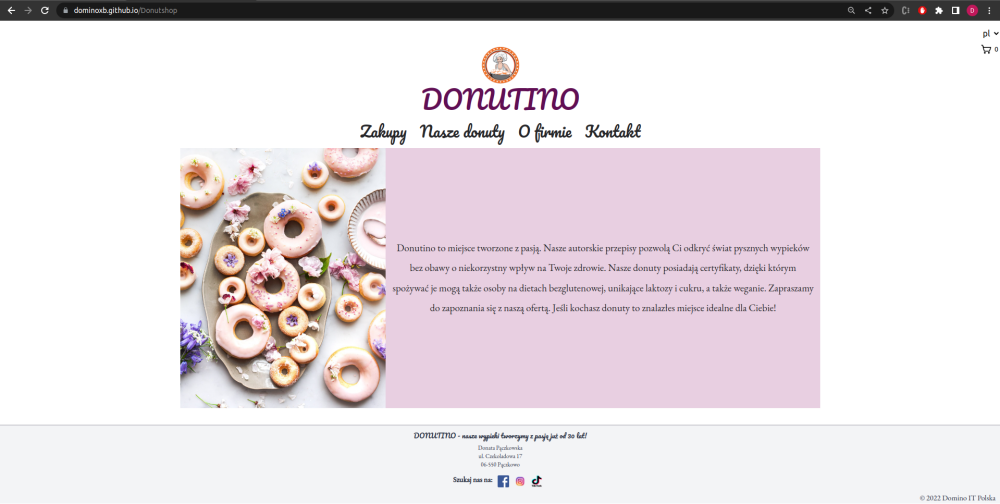 dominoxb.github.io/Donutshop
D
pl
0
DONUTINO
Zakupy Nasze donuty O firmie Kontakt
Donutino to miejsce tworzone z pasją. Nasze autorskie przepisy pozwolą Ci odkryć świat pysznych wypieków
bez obawy o niekorzystny wpływ na Twoje zdrowie. Nasze donuty posiadają certyfikaty, dzięki którym
spożywać je mogą także osoby na dietach bezglutenowej, unikające laktozy i cukru, a także weganie. Zapraszamy
do zapoznania się z naszą ofertą. Jeśli kochasz donuty to znalazłes miejsce idealne dla Ciebie!
DONUTINO - nasze wypieki tworzymy z pasją już od 20 lat!
Donata Pączkowska
ul. Czekoladowa 17
06-550 Pączkowo
Szukaj nas na:
© 2022 Domino IT Polska